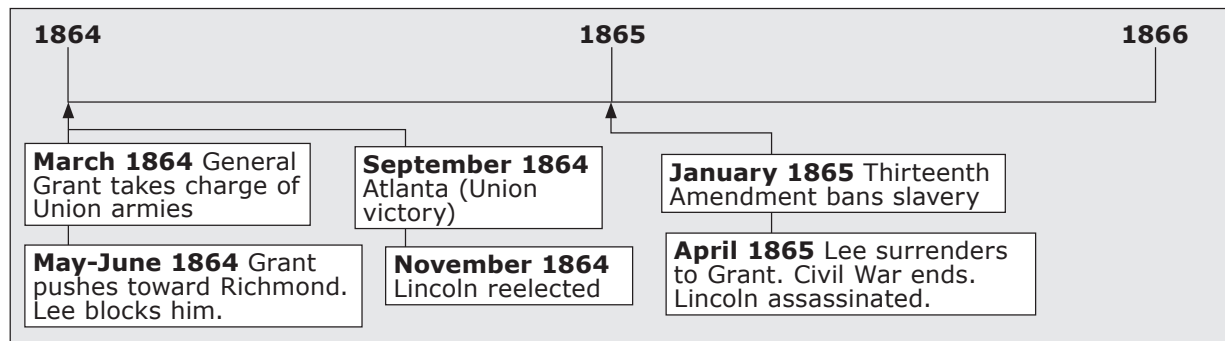 1864
1865
1866
March 1864 General
Grant takes charge of
Union armies
May-June 1864 Grant
pushes toward Richmond.
Lee blocks him.
September 1864
Atlanta (Union
victory)
November 1864
Lincoln reelected
January 1865 Thirteenth
Amendment bans slavery
April 1865 Lee surrenders
to Grant. Civil War ends.
Lincoln assassinated.